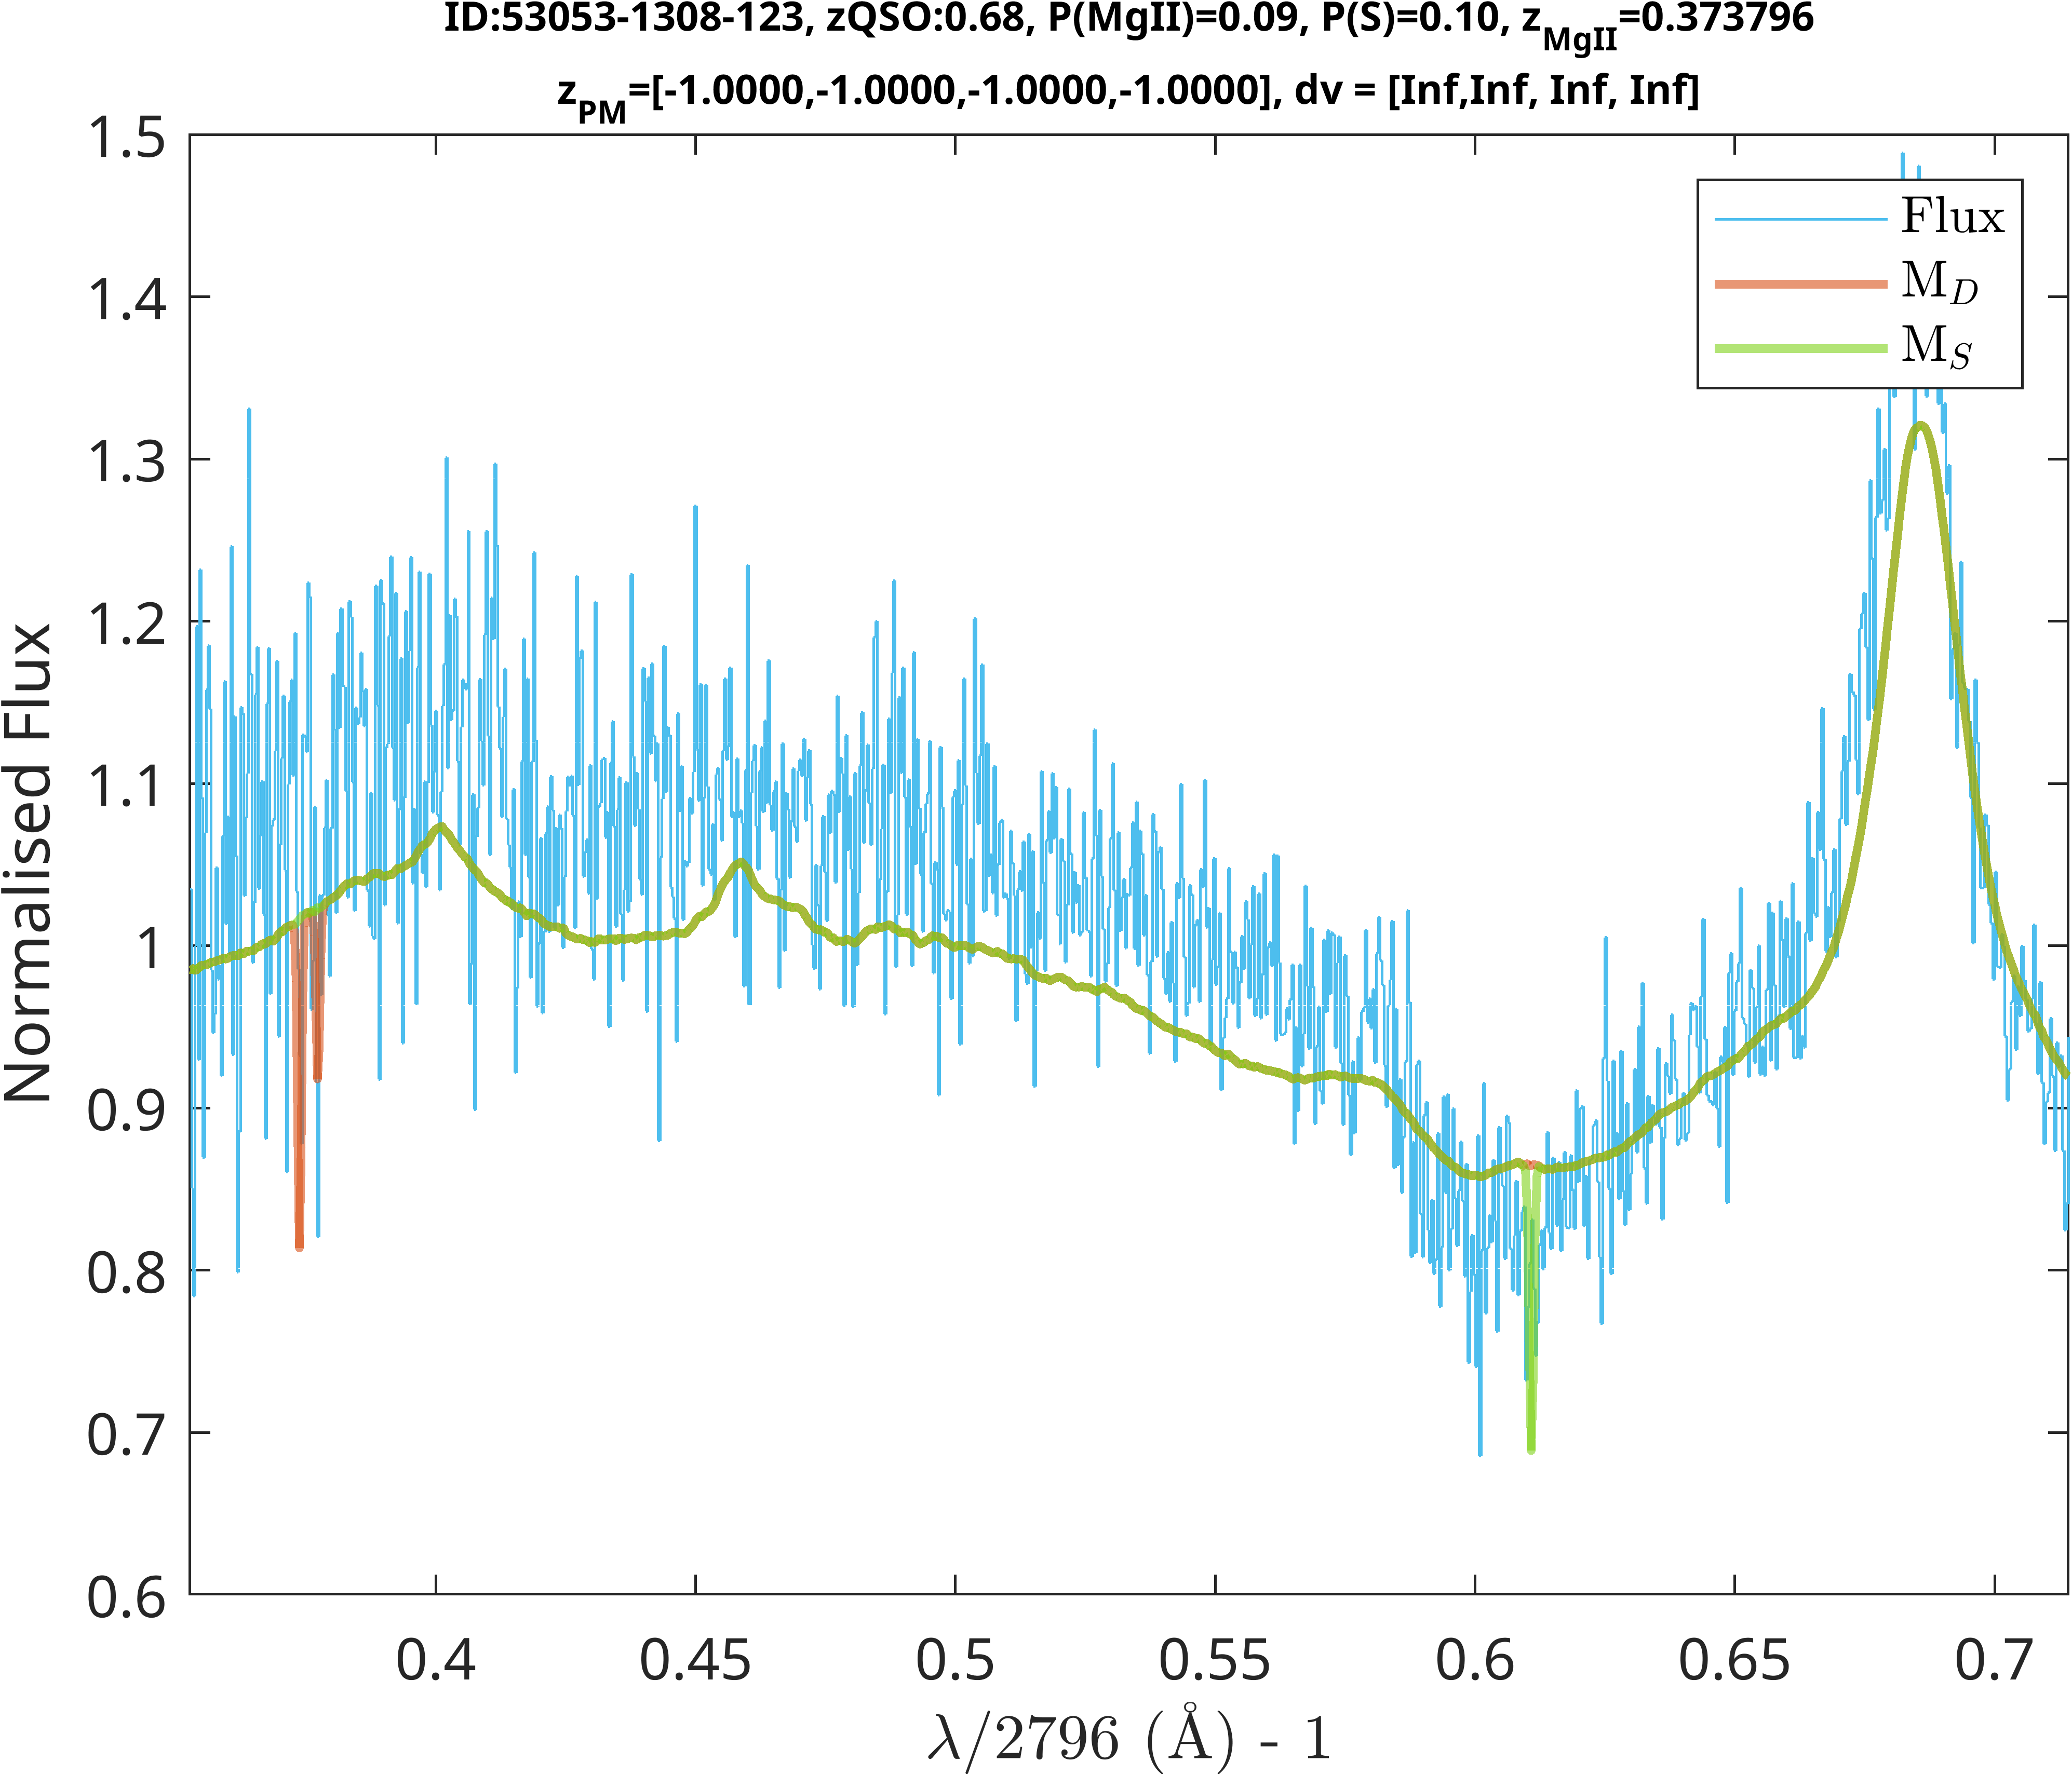 ID:53053-1308-123, zQSO:0.68, P(MgII)=0.09, P(S)=0.10, zMgII=0.373796
zPM=[-1.0000,-1.0000,-1.0000,-1.0000], dv = [Inf,Inf, Inf, Inf]
1.5
1.4
1.3
1.2
1.1
1
0.9
0.8
0.7
0.6
Normalised Flux
Flux
MD
MS
0.4 0.45 0.5 0.55 0.6 0.65 0.7
λ/2796 (Å) - 1